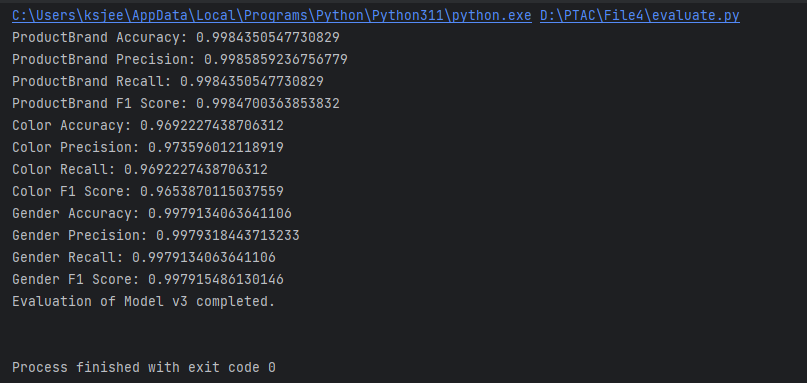 C:\Users\ksjee\AppData\Local\Programs\Python\Python311\python.exe D:\PTAC\File4\evaluate.py
ProductBrand Accuracy: 0.9984350547730829
ProductBrand Precision: 0.9985859236756779
ProductBrand Recall: 0.9984350547730829
ProductBrand F1 Score: 0.9984700363853832
Color Accuracy: 0.9692227438706312
Color Precision: 0.973596012118919
Color Recall: 0.9692227438706312
Color F1 Score: 0.9653870115037559
Gender Accuracy: 0.9979134063641106
Gender Precision: 0.9979318443713233
Gender Recall: 0.9979134063641106
Gender F1 Score: 0.997915486130146
Evaluation of Model v3 completed.
Process finished with exit code 0